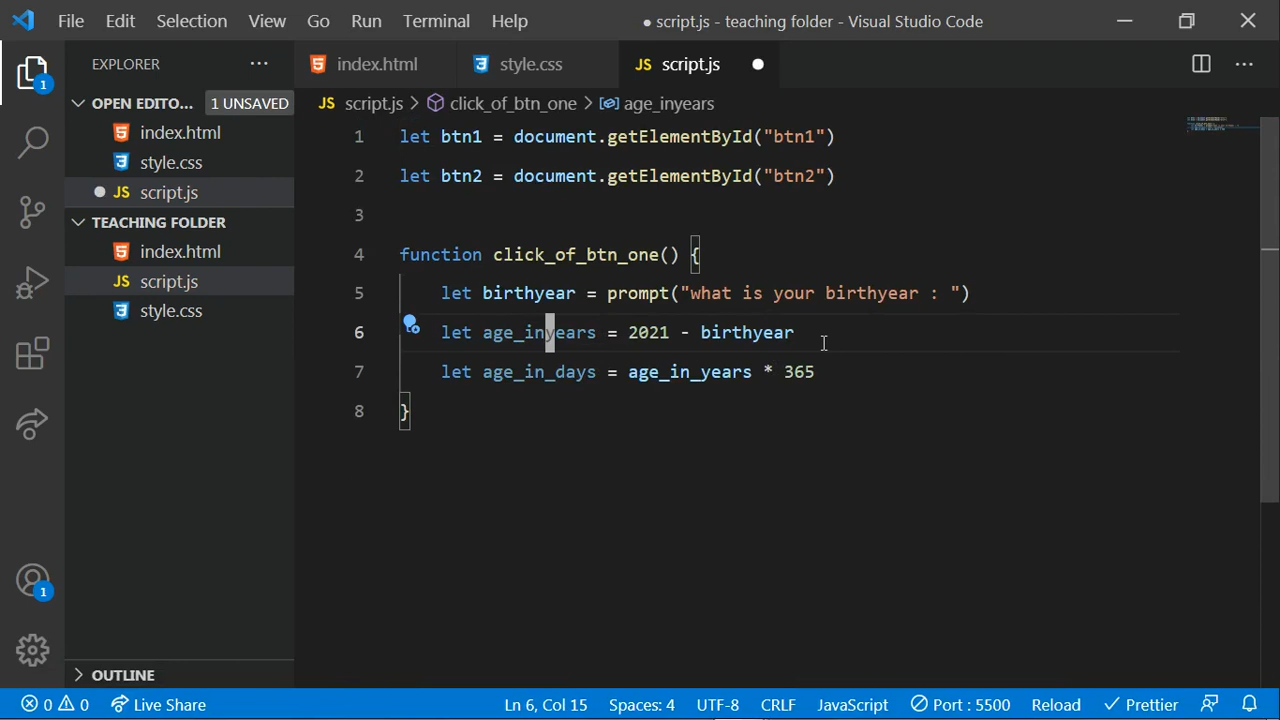 File Edit Selection View Go Run Terminal Help ● script.js - teaching folder - Visual Studio Code
EXPLORER ···
index.html style.css JS script.js
OPEN EDITO... 1 UNSAVED
JS script.js > click_of_btn_one > age_inyears
index.html
style.css
JS script.js
TEACHING FOLDER
index.html
JS script.js
style.css
1 let btn1 = document.getElementById("btn1")
2 let btn2 = document.getElementById("btn2")
3
4 function click_of_btn_one() {
5 let birthyear = prompt("what is your birthyear : ")
6 let age_inyears = 2021 - birthyear
7 let age_in_days = age_in_years * 365
8 }
1
1
OUTLINE
0 0 Live Share Ln 6, Col 15 Spaces: 4 UTF-8 CRLF JavaScript Port : 5500 Reload Prettier